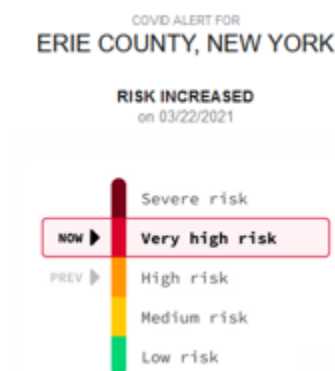 COVID ALERT FOR
ERIE COUNTY, NEW YORK
RISK INCREASED
on 03/22/2021
Severe risk
NOW Very high risk
PREV High risk
Medium risk
Low risk